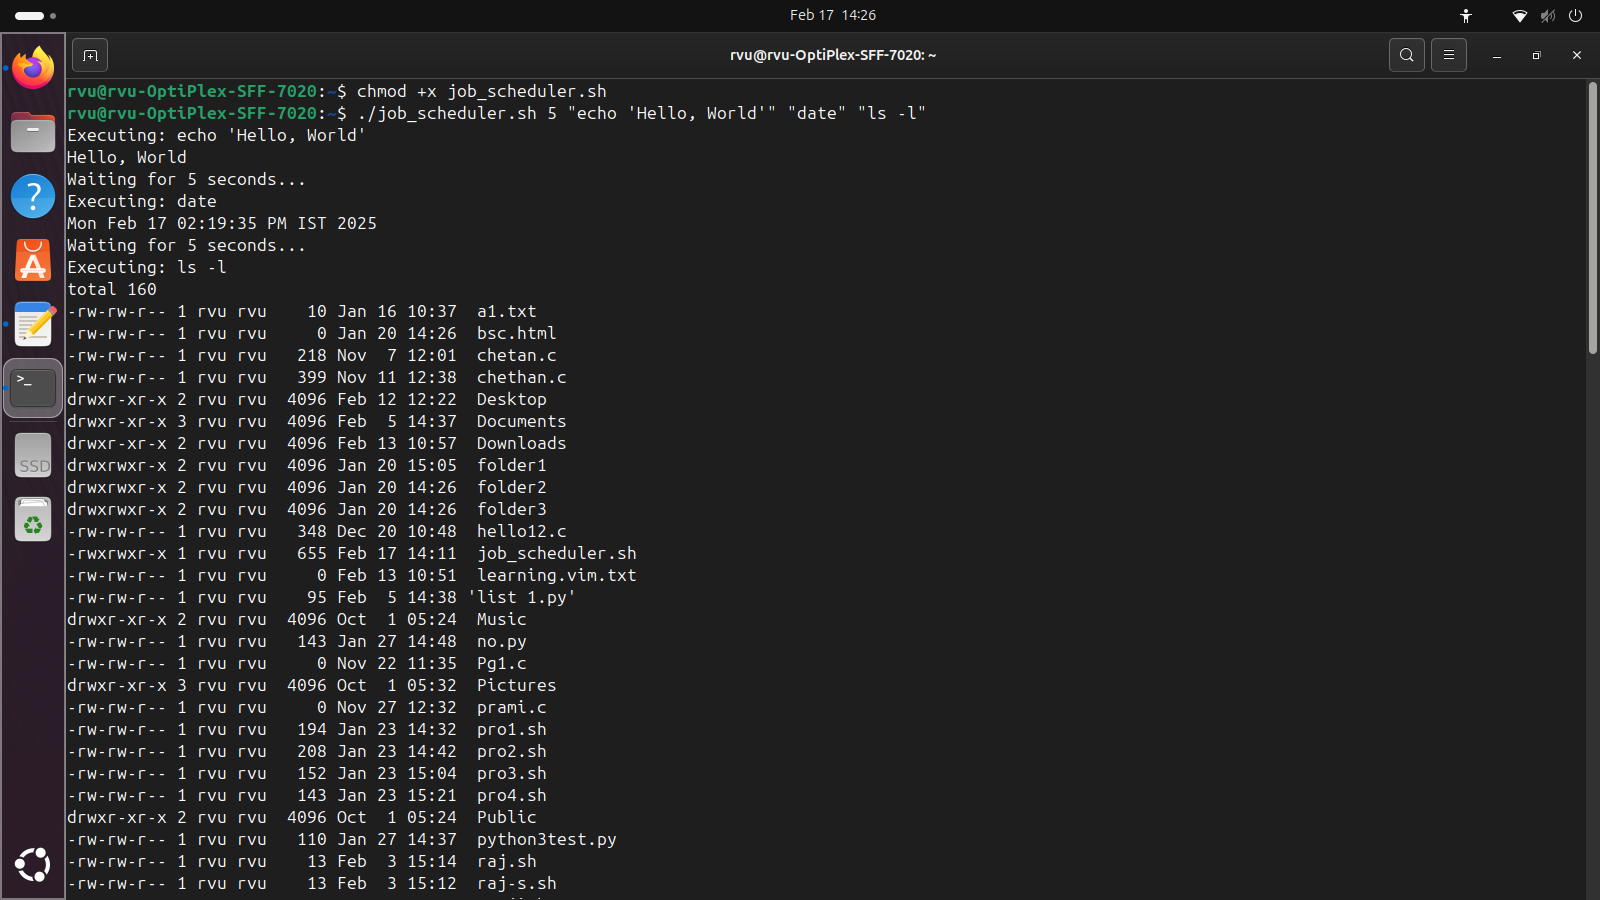 Feb 17 14:26
rvu@rvu-OptiPlex-SFF-7020: ~
rvu@rvu-OptiPlex-SFF-7020:~$ chmod +x job_scheduler.sh
rvu@rvu-OptiPlex-SFF-7020:~$ ./job_scheduler.sh 5 "echo 'Hello, World'" "date" "ls -l"
Executing: echo 'Hello, World'
Hello, World
Waiting for 5 seconds...
Executing: date
Mon Feb 17 02:19:35 PM IST 2025
Waiting for 5 seconds...
Executing: ls -l
total 160
-rw-rw-r-- 1 rvu rvu    10 Jan 16 10:37  a1.txt
-rw-rw-r-- 1 rvu rvu     0 Jan 20 14:26  bsc.html
-rw-rw-r-- 1 rvu rvu   218 Nov  7 12:01  chetan.c
-rw-rw-r-- 1 rvu rvu   399 Nov 11 12:38  chethan.c
drwxr-xr-x 2 rvu rvu  4096 Feb 12 12:22  Desktop
drwxr-xr-x 3 rvu rvu  4096 Feb  5 14:37  Documents
drwxr-xr-x 2 rvu rvu  4096 Feb 13 10:57  Downloads
drwxrwxr-x 2 rvu rvu  4096 Jan 20 15:05  folder1
drwxrwxr-x 2 rvu rvu  4096 Jan 20 14:26  folder2
drwxrwxr-x 2 rvu rvu  4096 Jan 20 14:26  folder3
-rw-rw-r-- 1 rvu rvu   348 Dec 20 10:48  hello12.c
-rwxrwxr-x 1 rvu rvu   655 Feb 17 14:11  job_scheduler.sh
-rw-rw-r-- 1 rvu rvu     0 Feb 13 10:51  learning.vim.txt
-rw-rw-r-- 1 rvu rvu    95 Feb  5 14:38 'list 1.py'
drwxr-xr-x 2 rvu rvu  4096 Oct  1 05:24  Music
-rw-rw-r-- 1 rvu rvu   143 Jan 27 14:48  no.py
-rw-rw-r-- 1 rvu rvu     0 Nov 22 11:35  Pg1.c
drwxr-xr-x 3 rvu rvu  4096 Oct  1 05:32  Pictures
-rw-rw-r-- 1 rvu rvu     0 Nov 27 12:32  prami.c
-rw-rw-r-- 1 rvu rvu   194 Jan 23 14:32  pro1.sh
-rw-rw-r-- 1 rvu rvu   208 Jan 23 14:42  pro2.sh
-rw-rw-r-- 1 rvu rvu   152 Jan 23 15:04  pro3.sh
-rw-rw-r-- 1 rvu rvu   143 Jan 23 15:21  pro4.sh
drwxr-xr-x 2 rvu rvu  4096 Oct  1 05:24  Public
-rw-rw-r-- 1 rvu rvu   110 Jan 27 14:37  python3test.py
-rw-rw-r-- 1 rvu rvu    13 Feb  3 15:14  raj.sh
-rw-rw-r-- 1 rvu rvu    13 Feb  3 15:12  raj-s.sh
?
A
>_
SSD